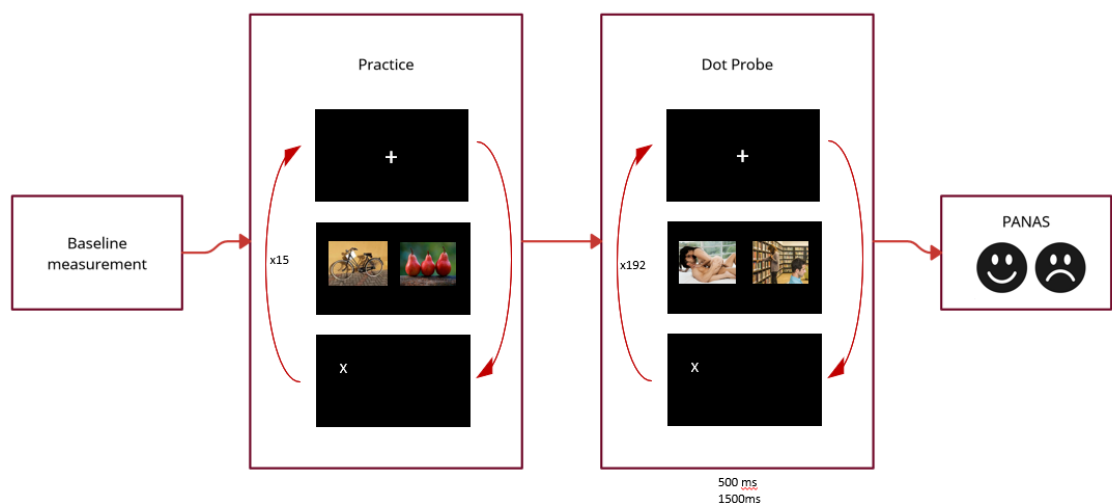 Practice
Dot Probe
+
+
Baseline
measurement
x15
x192
PANAS
X
X
500 ms
1500ms